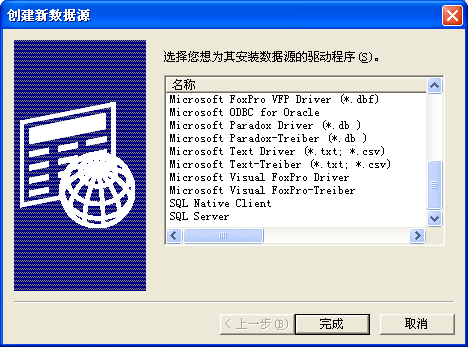 创建新数据源
选择您想为其安装数据源的驱动程序(S)。
名称
Microsoft FoxPro VFP Driver (*.dbf)
Microsoft ODBC for Oracle
Microsoft Paradox Driver (*.db )
Microsoft Paradox-Treiber (*.db )
Microsoft Text Driver (*.txt; *.csv)
Microsoft Text-Treiber (*.txt; *.csv)
Microsoft Visual FoxPro Driver
Microsoft Visual FoxPro-Treiber
SQL Native Client
SQL Server
< 上一步(B) 完成 取消